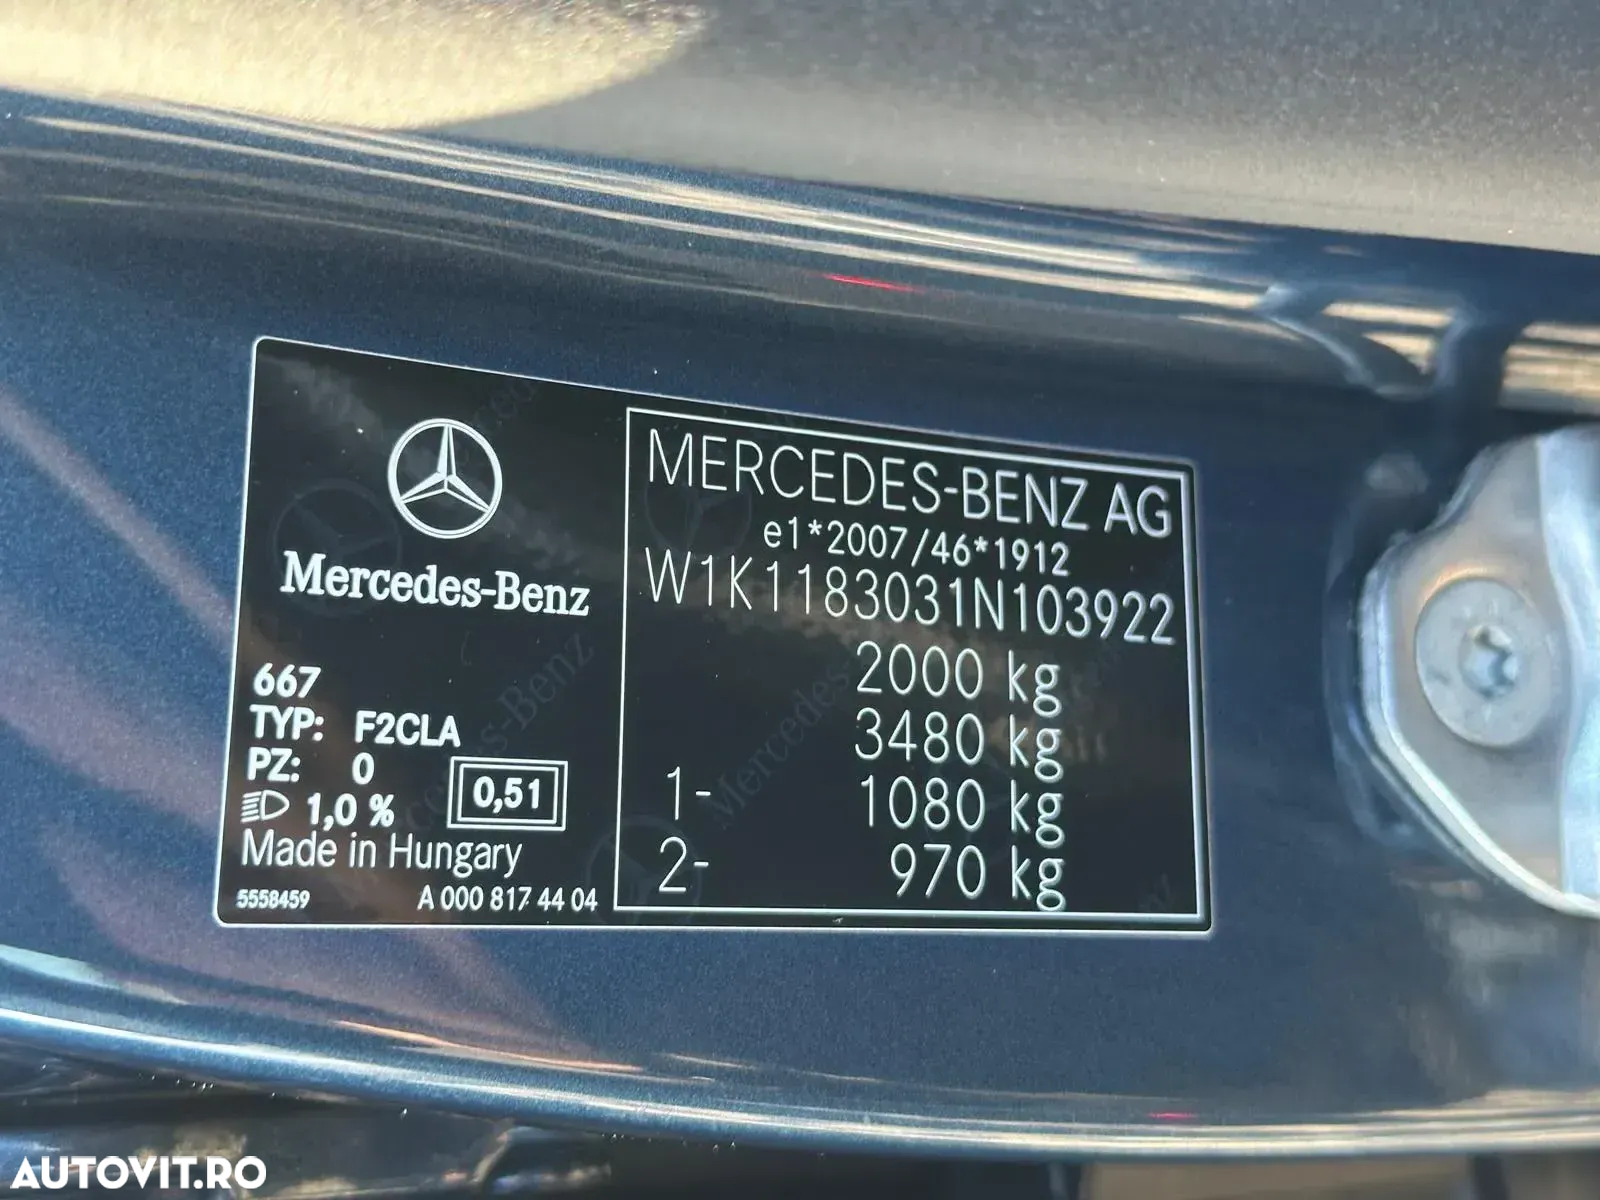 Mercedes-Benz
667
TYP: F2CLA
PZ: 0
1,0 %
0,51
Made in Hungary
5558459
A 000 817 44 04
MERCEDES-BENZ AG
e1*2007/46*1912
W1K1183031N103922
2000 kg
3480 kg
1- 1080 kg
2- 970 kg
AUTOVIT.RO